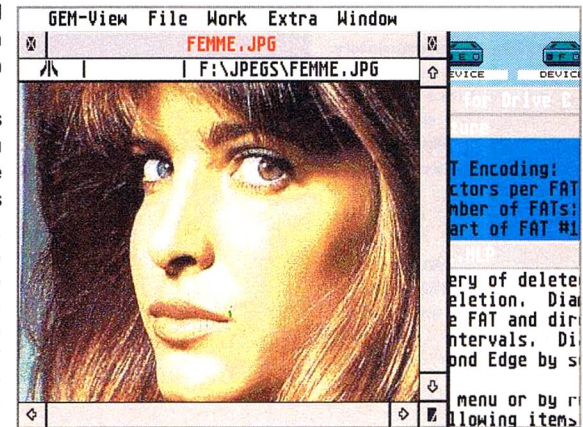 GEM-View File Work Extra Window
FEMME.JPG
F:\JPEGS\FEMME.JPG
EVICE
DEVIC
for Drive
ure
T Encoding:
ctors per FAT
mber of FATs:
art of FAT #1
.DLP
ery of delete
eletion. Dia
e FAT and dir
ntervals. Di
ond Edge by s
menu or by r
llowing items